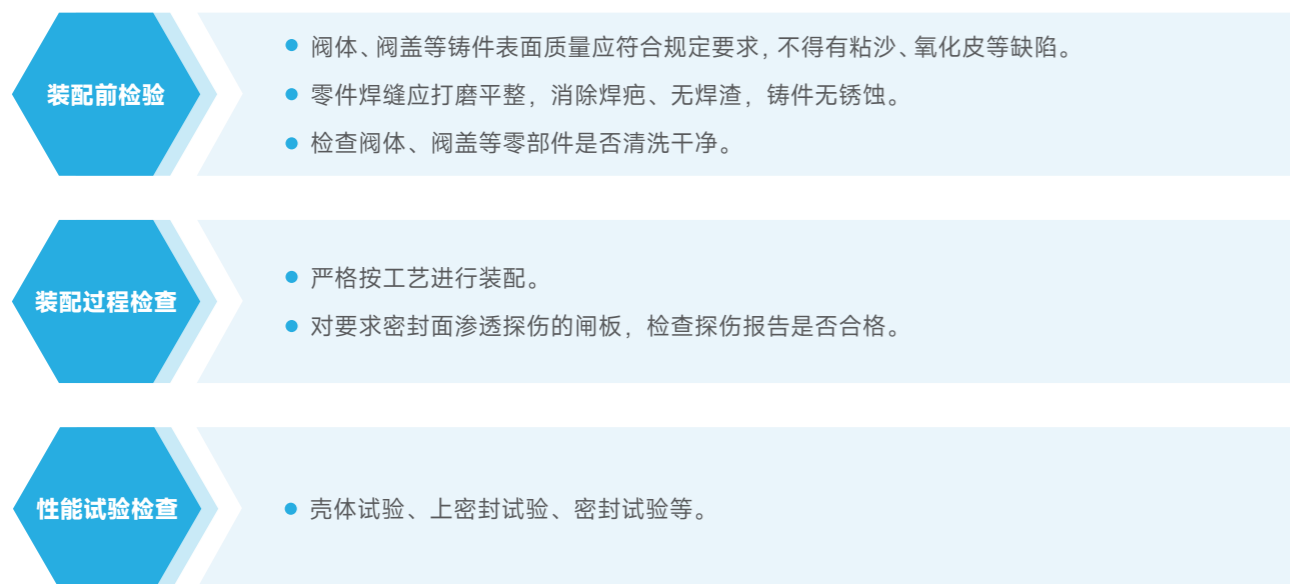 装配前检验
阀体、阀盖等铸件表面质量应符合规定要求，不得有粘沙、氧化皮等缺陷。
零件焊缝应打磨平整，消除焊疤、无焊渣，铸件无锈蚀。
检查阀体、阀盖等零部件是否清洗干净。
装配过程检查
严格按工艺进行装配。
对要求密封面渗透探伤的闸板，检查探伤报告是否合格。
性能试验检查
壳体试验、上密封试验、密封试验等。